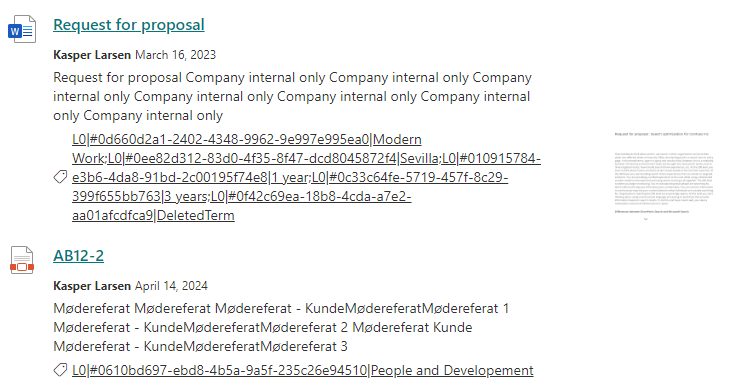 Request for proposal
Kasper Larsen March 16, 2023
Request for proposal Company internal only Company internal only Company
internal only Company internal only Company internal only Company internal
only Company internal only
L0|#0d660d2a1-2402-4348-9962-9e997e995ea0|Modern
Work;L0|#0ee82d312-83d0-4f35-8f47-dcd8045872f4|Sevilla;L0|#010915784-
e3b6-4da8-91bd-2c00195f74e8|1 year;L0|#0c33c64fe-5719-457f-8c29-
399f655bb763|3 years;L0|#0f42c69ea-18b8-4cda-a7e2-
aa01afcdfca9|DeletedTerm
AB12-2
Kasper Larsen April 14, 2024
Mødereferat Mødereferat Mødereferat - KundeMødereferatMødereferat 1
Mødereferat - KundeMødereferatMødereferat 2 Mødereferat Kunde
Mødereferat - KundeMødereferatMødereferat 3
L0|#0610bd697-ebd8-4b5a-9a5f-235c26e94510|People and Developement